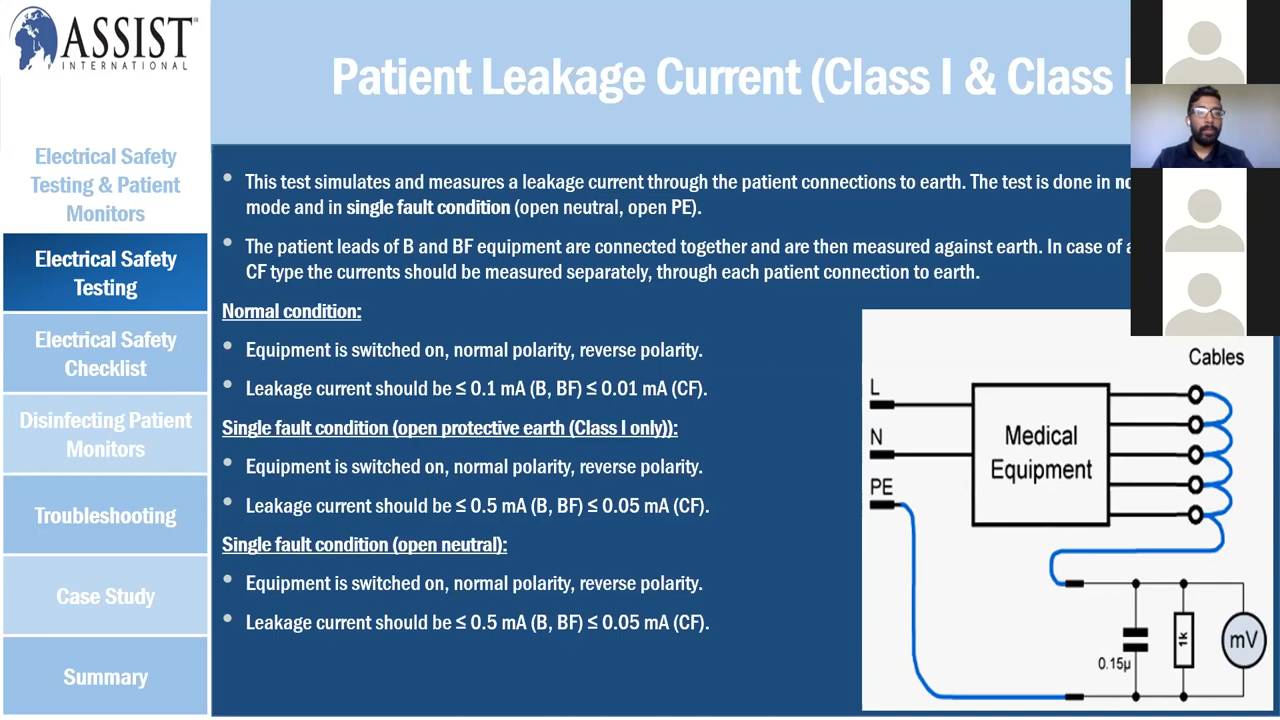 ASSIST
INTERNATIONAL
Patient Leakage Current (Class I & Class
Electrical Safety
Testing & Patient
Monitors
Electrical Safety
Testing
Electrical Safety
Checklist
Disinfecting Patient
Monitors
Troubleshooting
Case Study
Summary
• This test simulates and measures a leakage current through the patient connections to earth. The test is done in
mode and in single fault condition (open neutral, open PE).
• The patient leads of B and BF equipment are connected together and are then measured against earth. In case of
CF type the currents should be measured separately, through each patient connection to earth.
Normal condition:
• Equipment is switched on, normal polarity, reverse polarity.
• Leakage current should be ≤ 0.1 mA (B, BF) ≤ 0.01 mA (CF).
Single fault condition (open protective earth (Class I only)):
• Equipment is switched on, normal polarity, reverse polarity.
• Leakage current should be ≤ 0.5 mA (B, BF) ≤ 0.05 mA (CF).
Single fault condition (open neutral):
• Equipment is switched on, normal polarity, reverse polarity.
• Leakage current should be ≤ 0.5 mA (B, BF) ≤ 0.05 mA (CF).
Cables
L
N
PE
Medical
Equipment
0.15µ
1k
mV